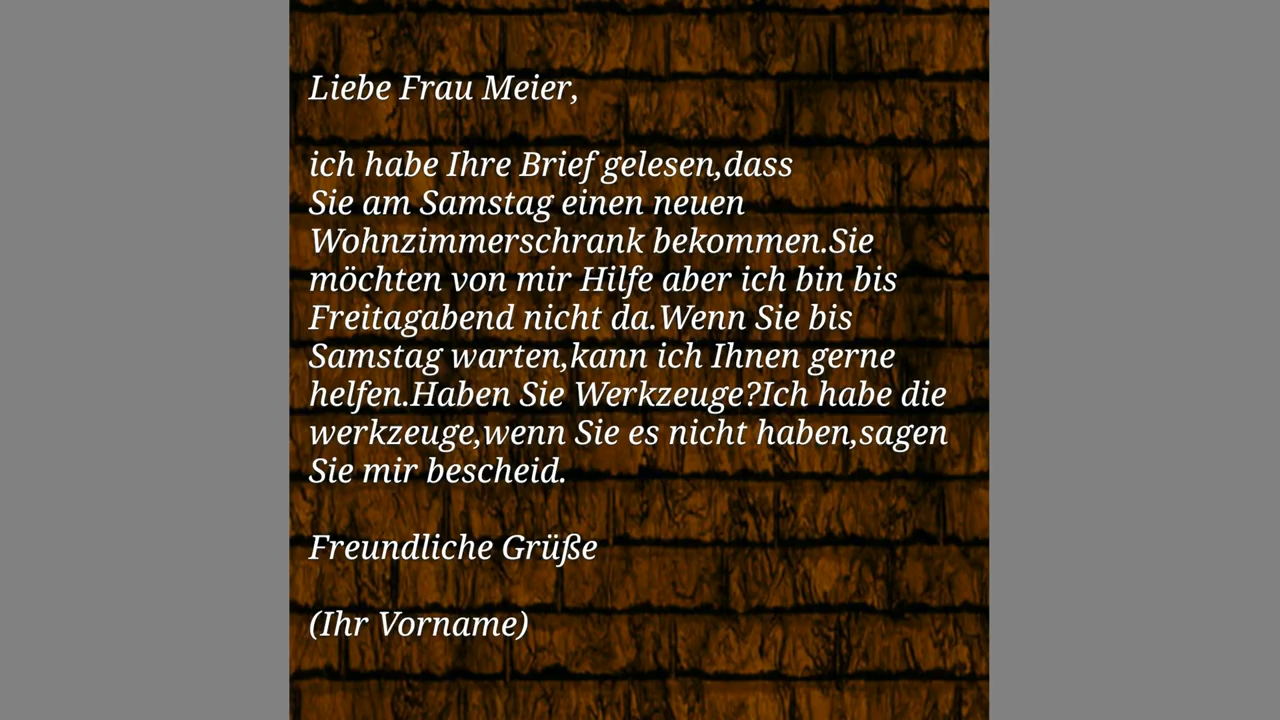 Liebe Frau Meier,
ich habe Ihre Brief gelesen,dass
Sie am Samstag einen neuen
Wohnzimmerschrank bekommen.Sie
möchten von mir Hilfe aber ich bin bis
Freitagabend nicht da.Wenn Sie bis
Samstag warten,kann ich Ihnen gerne
helfen.Haben Sie Werkzeuge?Ich habe die
werkzeuge,wenn Sie es nicht haben,sagen
Sie mir bescheid.
Freundliche Grüße
(Ihr Vorname)